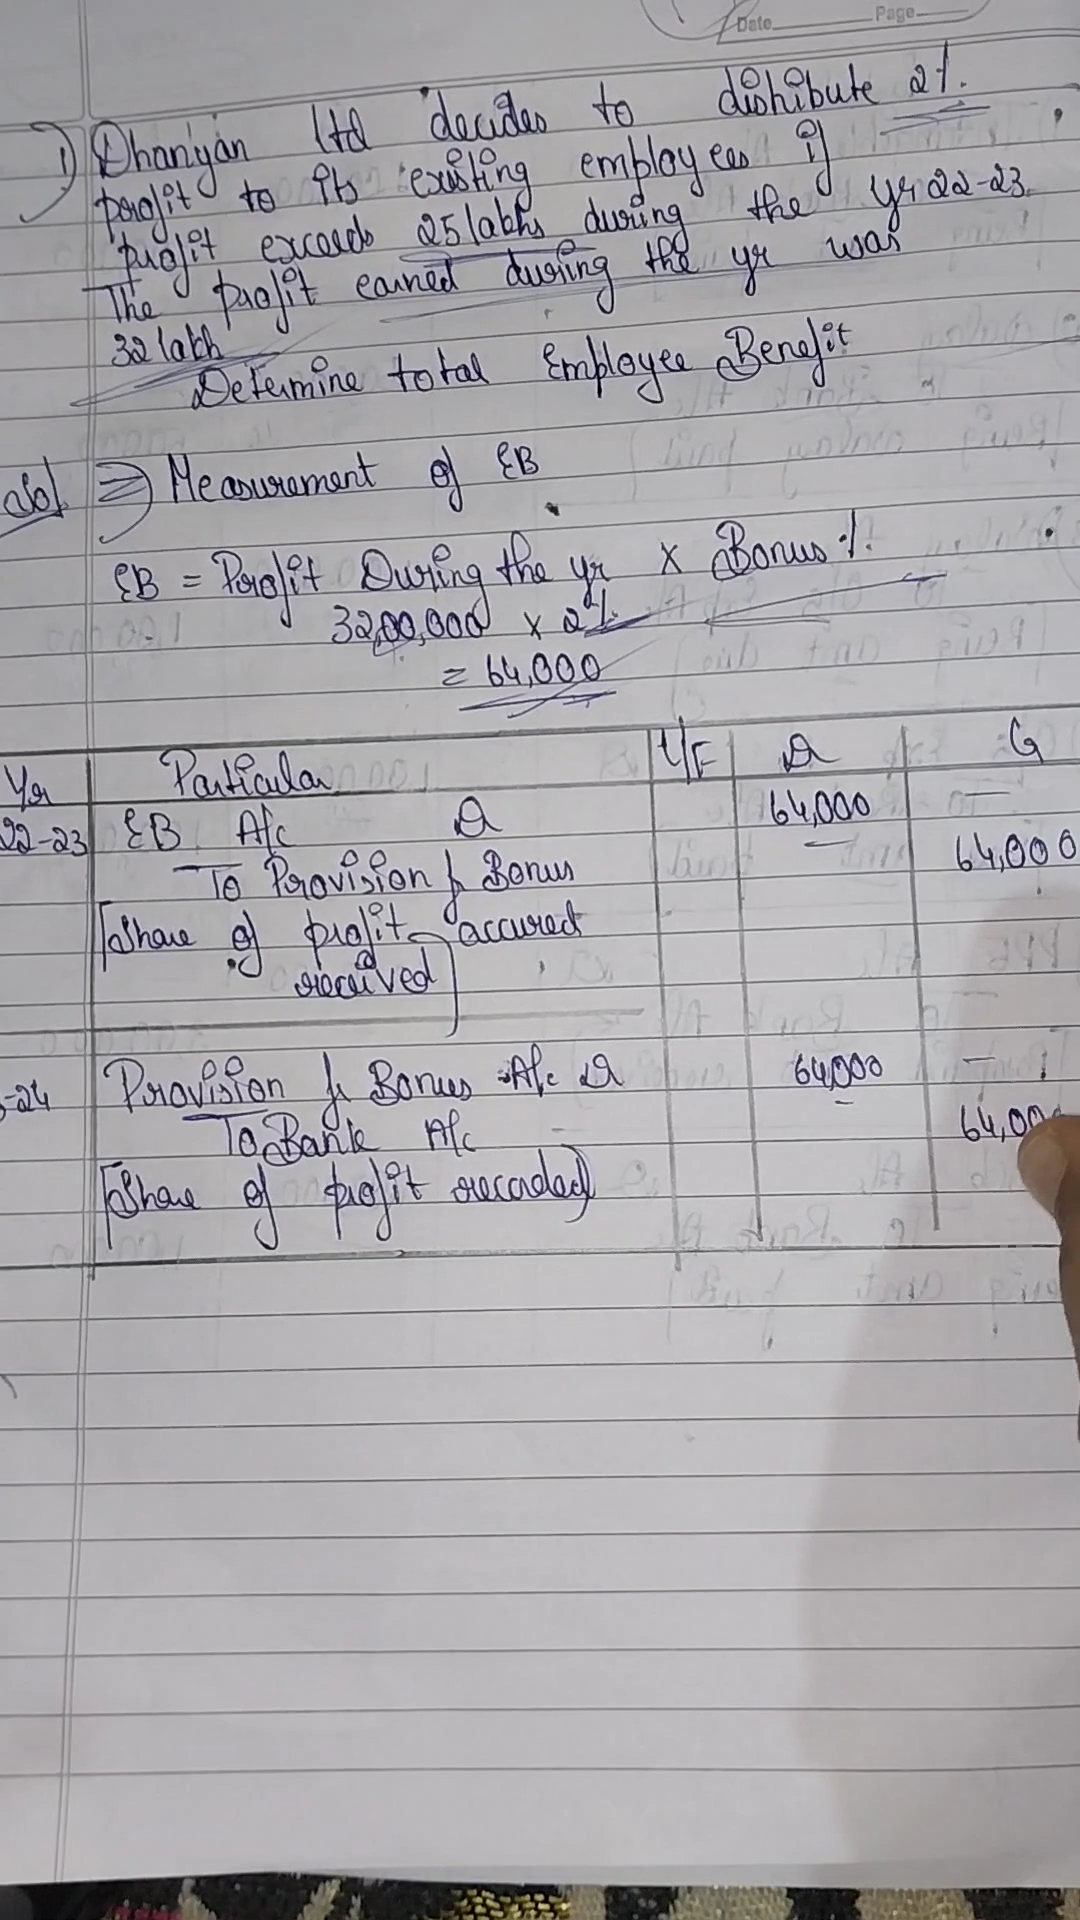 Date Page
1) Dhanjan ltd decides to distribute 2%.
profit to its existing employees if
profit exceeds 25 lakhs during the yr 22-23.
The profit earned during the yr was
32 lakh
Determine total Employee Benefit
Sol ⇒ Measurement of EB
EB = Profit During the yr x Bonus %.
32,00,000 x 2%.
= 64,000
Yr Particular L/F Dr Cr
22-23 EB A/c Dr 64,000 —
To Provision for Bonus 64,000
[Share of profit accured
received]
-24 Provision for Bonus A/c Dr 64,000 —
To Bank A/c 64,00
[Share of profit recorded]